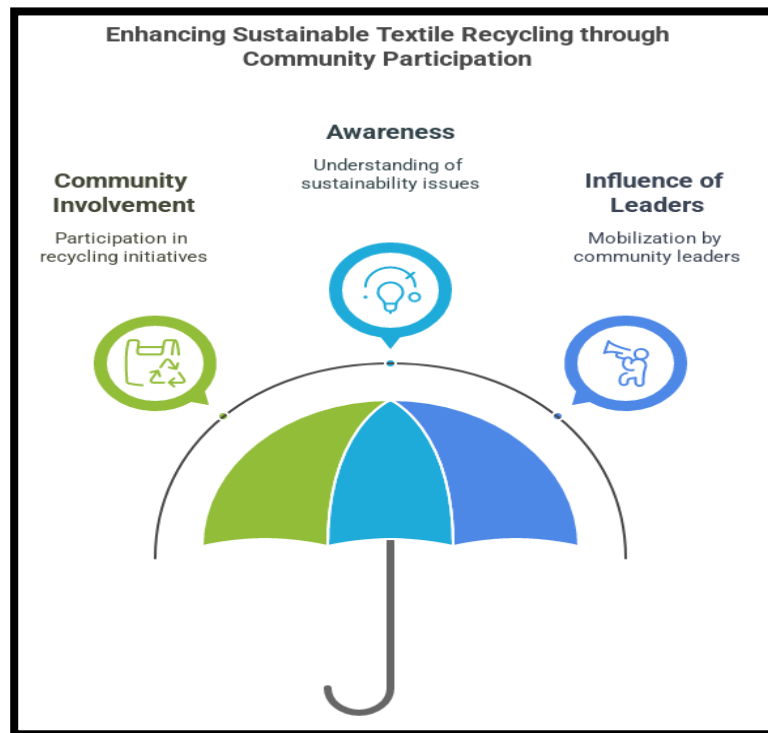 Enhancing Sustainable Textile Recycling through
Community Participation
Community
Involvement
Participation in
recycling initiatives
Awareness
Understanding of
sustainability issues
Influence of
Leaders
Mobilization by
community leaders